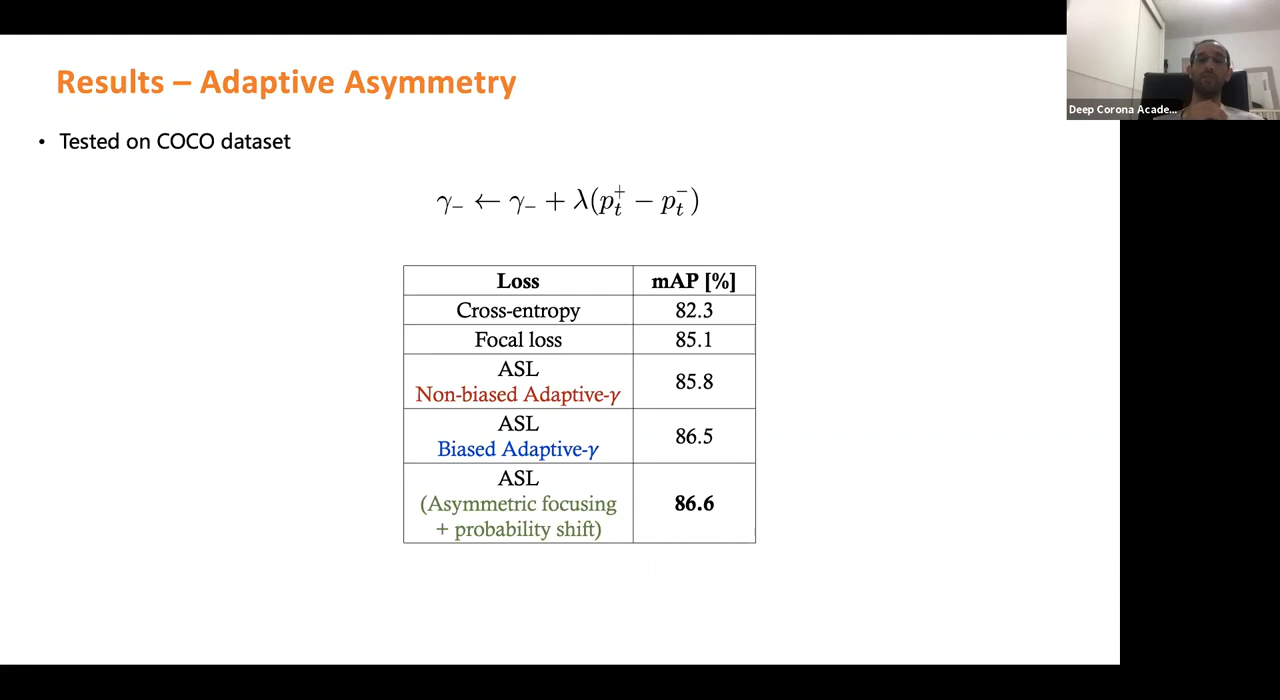 Results – Adaptive Asymmetry
Deep Corona Acade...
• Tested on COCO dataset
γ₋ ← γ₋ + λ(p_t^+ − p_t^-)
Loss mAP [%]
Cross-entropy 82.3
Focal loss 85.1
ASL
Non-biased Adaptive-γ 85.8
ASL
Biased Adaptive-γ 86.5
ASL
(Asymmetric focusing
+ probability shift) 86.6